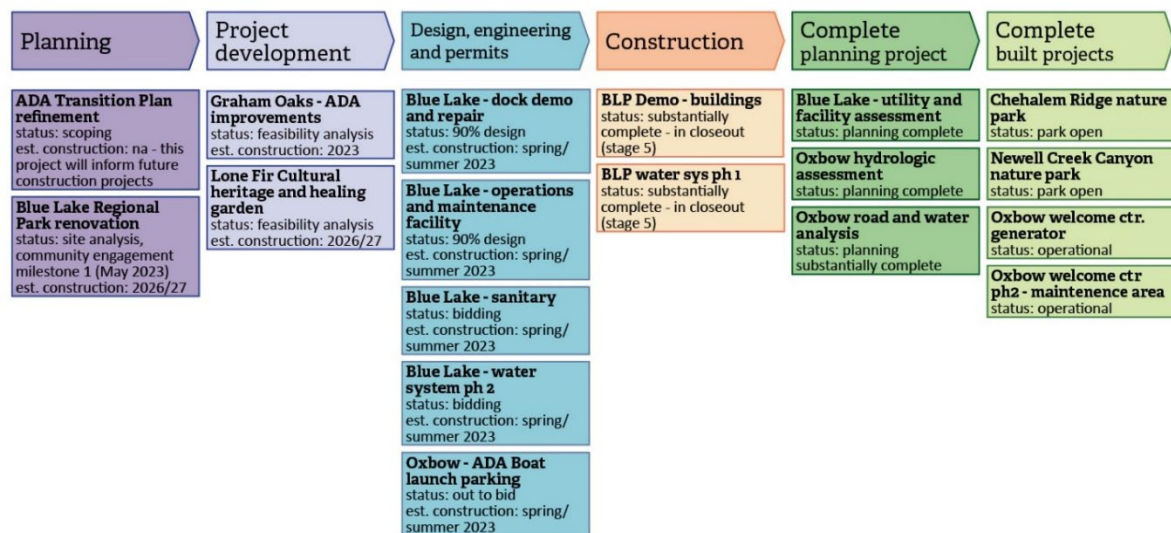 Planning
Project
development
Design, engineering
and permits
Construction
Complete
planning project
Complete
built projects
ADA Transition Plan
refinement
status: scoping
est. construction: na - this
project will inform future
construction projects
Blue Lake Regional
Park renovation
status: site analysis,
community engagement
milestone 1 (May 2023)
est. construction: 2026/27
Graham Oaks - ADA
improvements
status: feasibility analysis
est. construction: 2023
Lone Fir Cultural
heritage and healing
garden
status: feasibility analysis
est. construction: 2026/27
Blue Lake - dock demo
and repair
status: 90% design
est. construction: spring/
summer 2023
Blue Lake - operations
and maintenance
facility
status: 90% design
est. construction: spring/
summer 2023
Blue Lake - sanitary
status: bidding
est. construction: spring/
summer 2023
Blue Lake - water
system ph 2
status: bidding
est. construction: spring/
summer 2023
Oxbow - ADA Boat
launch parking
status: out to bid
est. construction: spring/
summer 2023
BLP Demo - buildings
status: substantially
complete - in closeout
(stage 5)
BLP water sys ph 1
status: substantially
complete - in closeout
(stage 5)
Blue Lake - utility and
facility assessment
status: planning complete
Oxbow hydrologic
assessment
status: planning complete
Oxbow road and water
analysis
status: planning
substantially complete
Chehalem Ridge nature
park
status: park open
Newell Creek Canyon
nature park
status: park open
Oxbow welcome ctr.
generator
status: operational
Oxbow welcome ctr
ph2 - maintenence area
status: operational